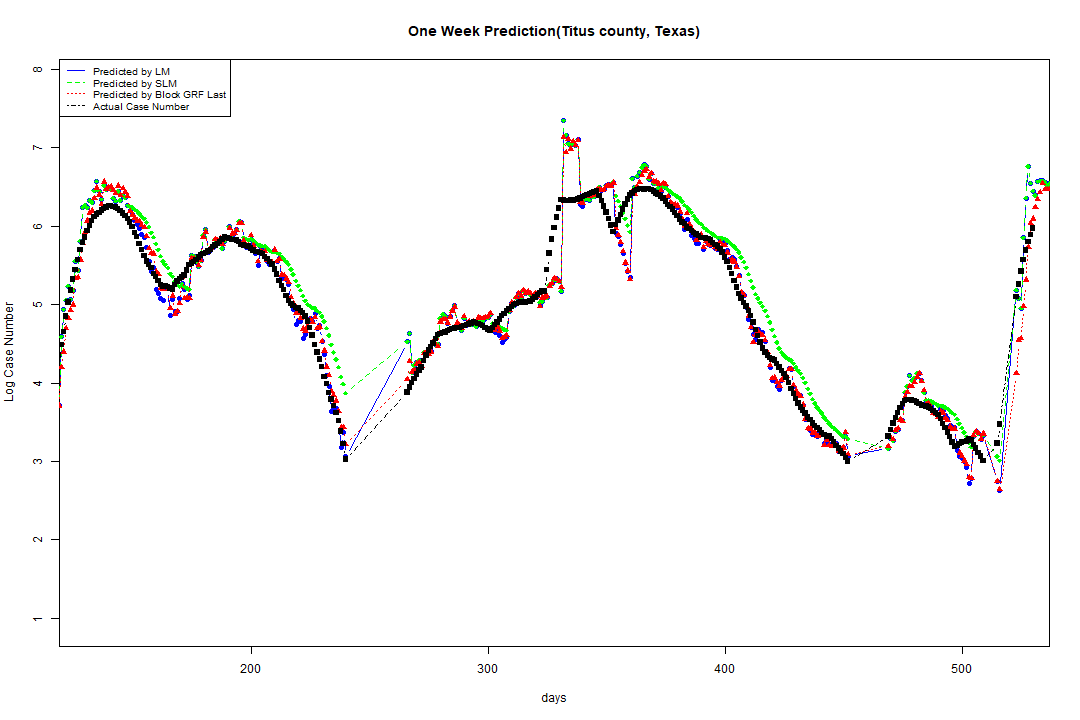 One Week Prediction(Titus county, Texas)
Predicted by LM
Predicted by SLM
Predicted by Block GRF Last
Actual Case Number
8
7
6
5
4
3
2
1
Log Case Number
200
300
400
500
days